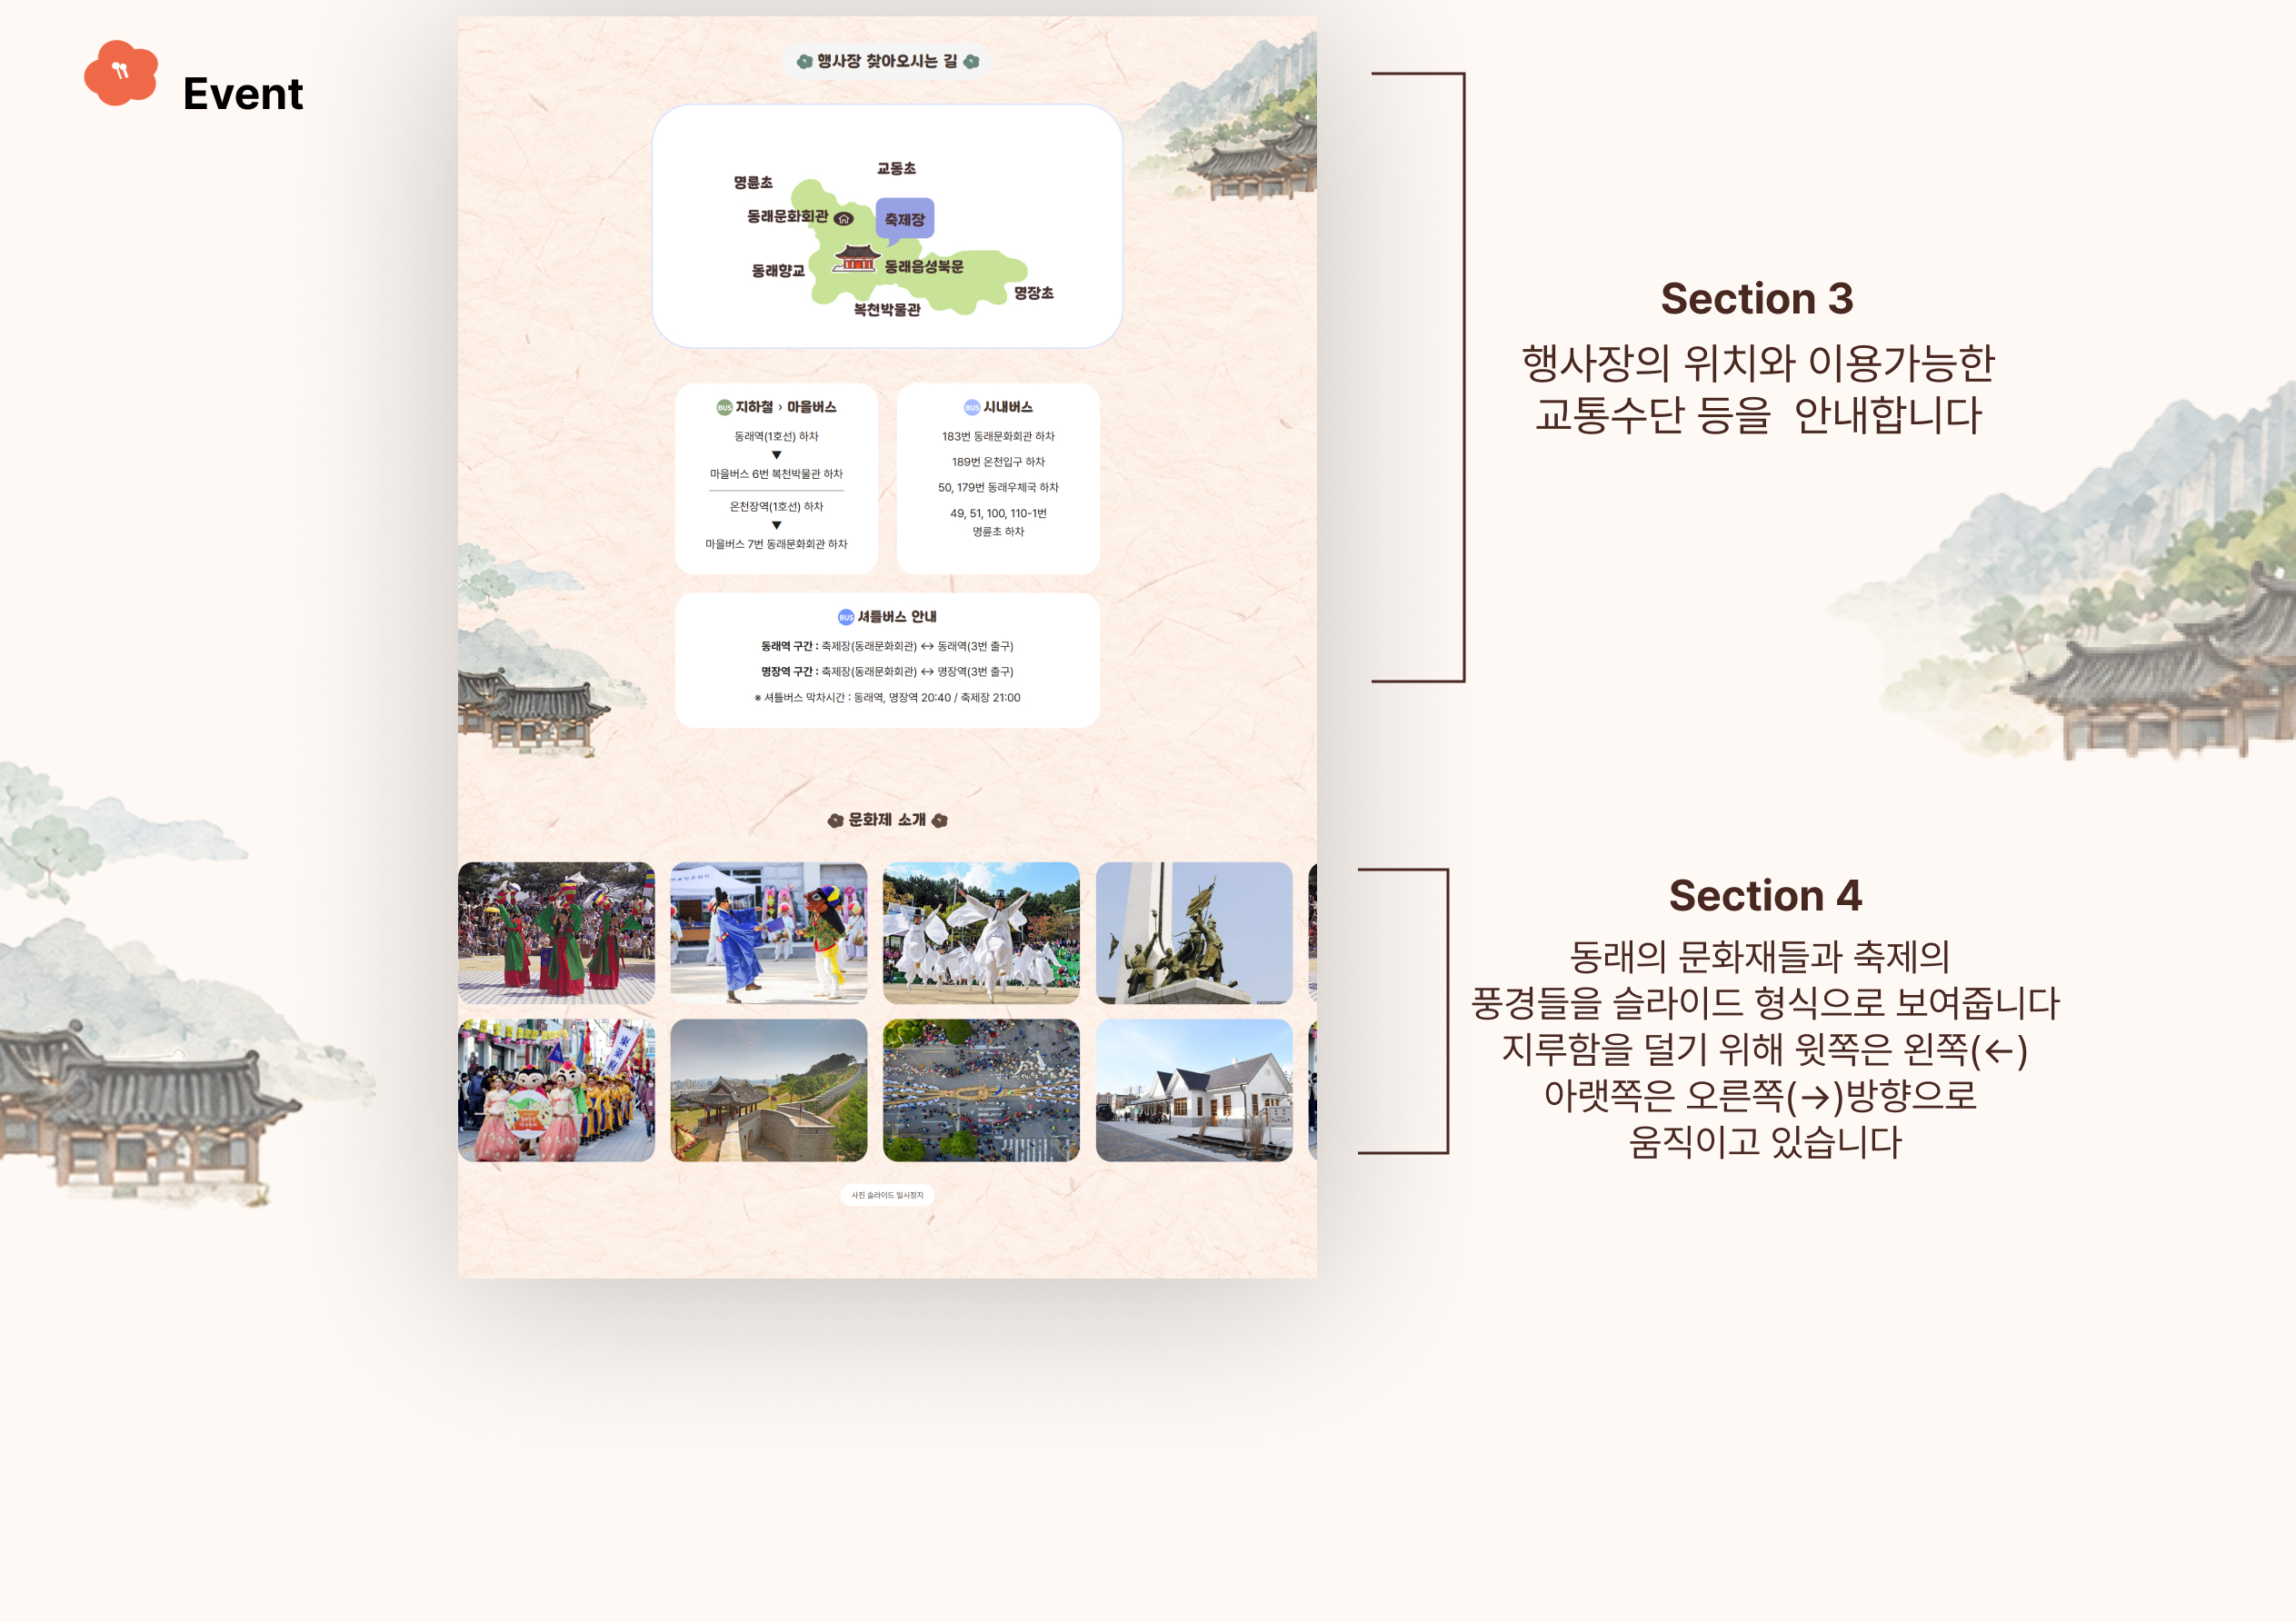 Event
행사장 찾아오시는 길
교동초
명륜초
동래문화회관
축제장
동래향교
동래읍성북문
명장초
복천박물관
BUS 지하철 › 마을버스
동래역(1호선) 하차
▼
마을버스 6번 복천박물관 하차
온천장역(1호선) 하차
▼
마을버스 7번 동래문화회관 하차
BUS 시내버스
183번 동래문화회관 하차
189번 온천입구 하차
50, 179번 동래우체국 하차
49, 51, 100, 110-1번
명륜초 하차
BUS 셔틀버스 안내
동래역 구간 : 축제장(동래문화회관) ↔ 동래역(3번 출구)
명장역 구간 : 축제장(동래문화회관) ↔ 명장역(3번 출구)
※ 셔틀버스 막차시간 : 동래역, 명장역 20:40 / 축제장 21:00
문화제 소개
사진 슬라이드 일시정지
Section 3
행사장의 위치와 이용가능한
교통수단 등을 안내합니다
Section 4
동래의 문화재들과 축제의
풍경들을 슬라이드 형식으로 보여줍니다
지루함을 덜기 위해 윗쪽은 왼쪽(←)
아랫쪽은 오른쪽(→)방향으로
움직이고 있습니다